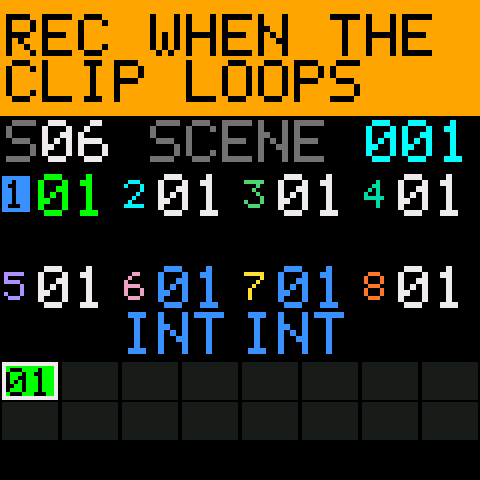 REC WHEN THE
CLIP LOOPS
S06 SCENE 001
1 01 2 01 3 01 4 01
5 01 6 01 7 01 8 01
INT INT
01